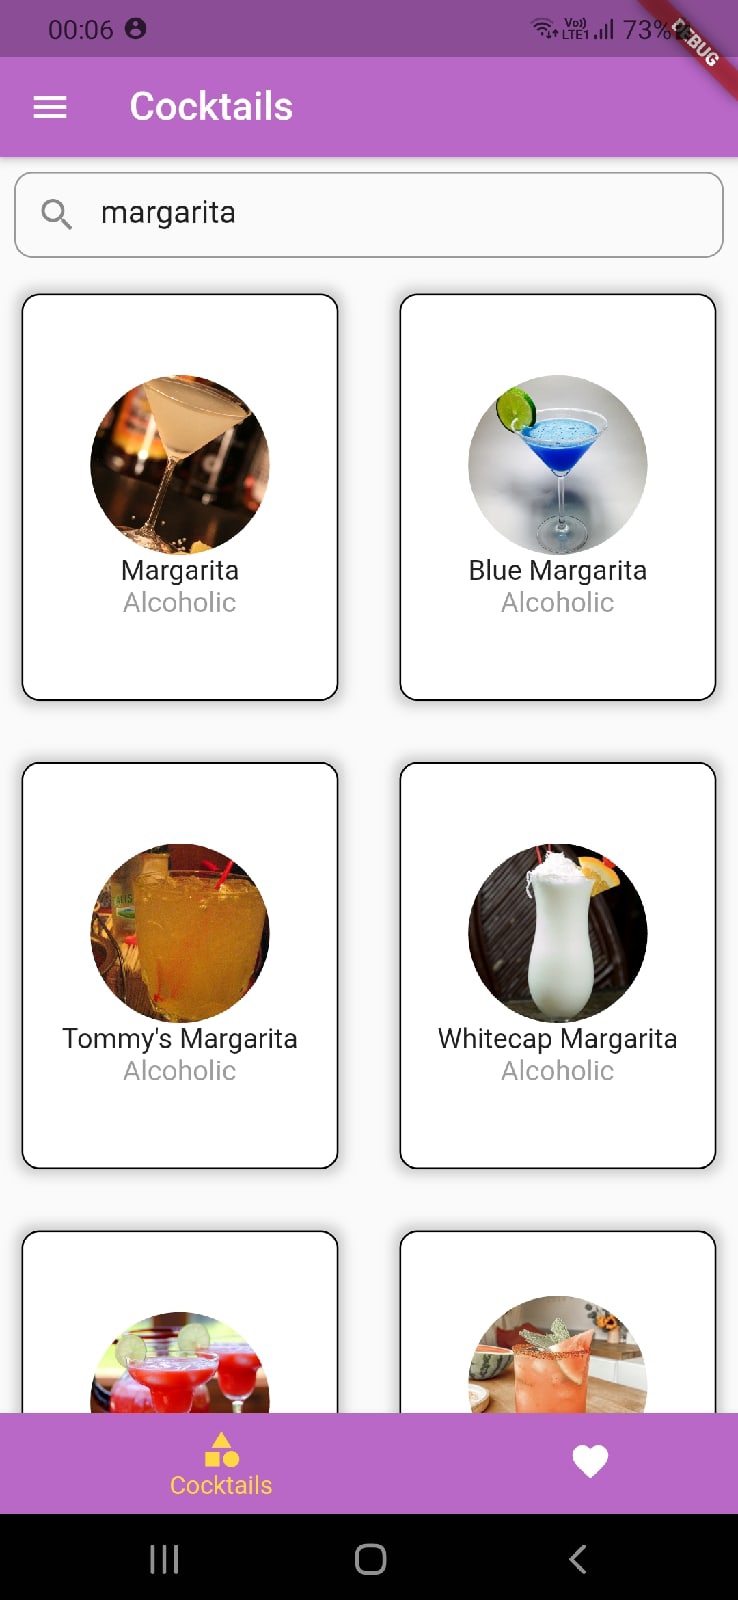 00:06 Vo)) LTE1 73%
DEBUG
Cocktails
margarita
Margarita Blue Margarita
Alcoholic Alcoholic
Tommy's Margarita Whitecap Margarita
Alcoholic Alcoholic
Cocktails